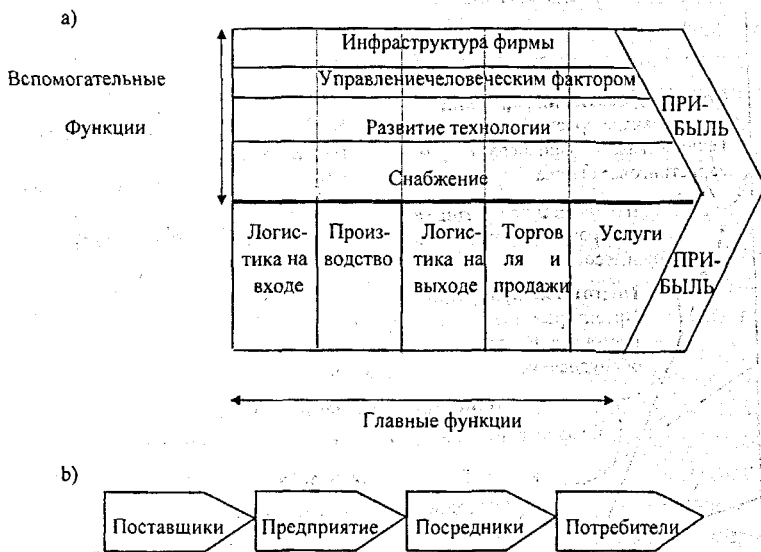 a)
Инфраструктура фирмы
Вспомогательные
Функции
Управлениечеловеческим фактором
Развитие технологии
Снабжение
ПРИ-
БЫЛЬ
Логис-
тика на
входе
Произ-
водство
Логис-
тика на
выходе
Торгов
ля и
продажи
Услуги
ПРИ-
БЫЛЬ
Главные функции
b)
Поставщики
Предприятие
Посредники
Потребители